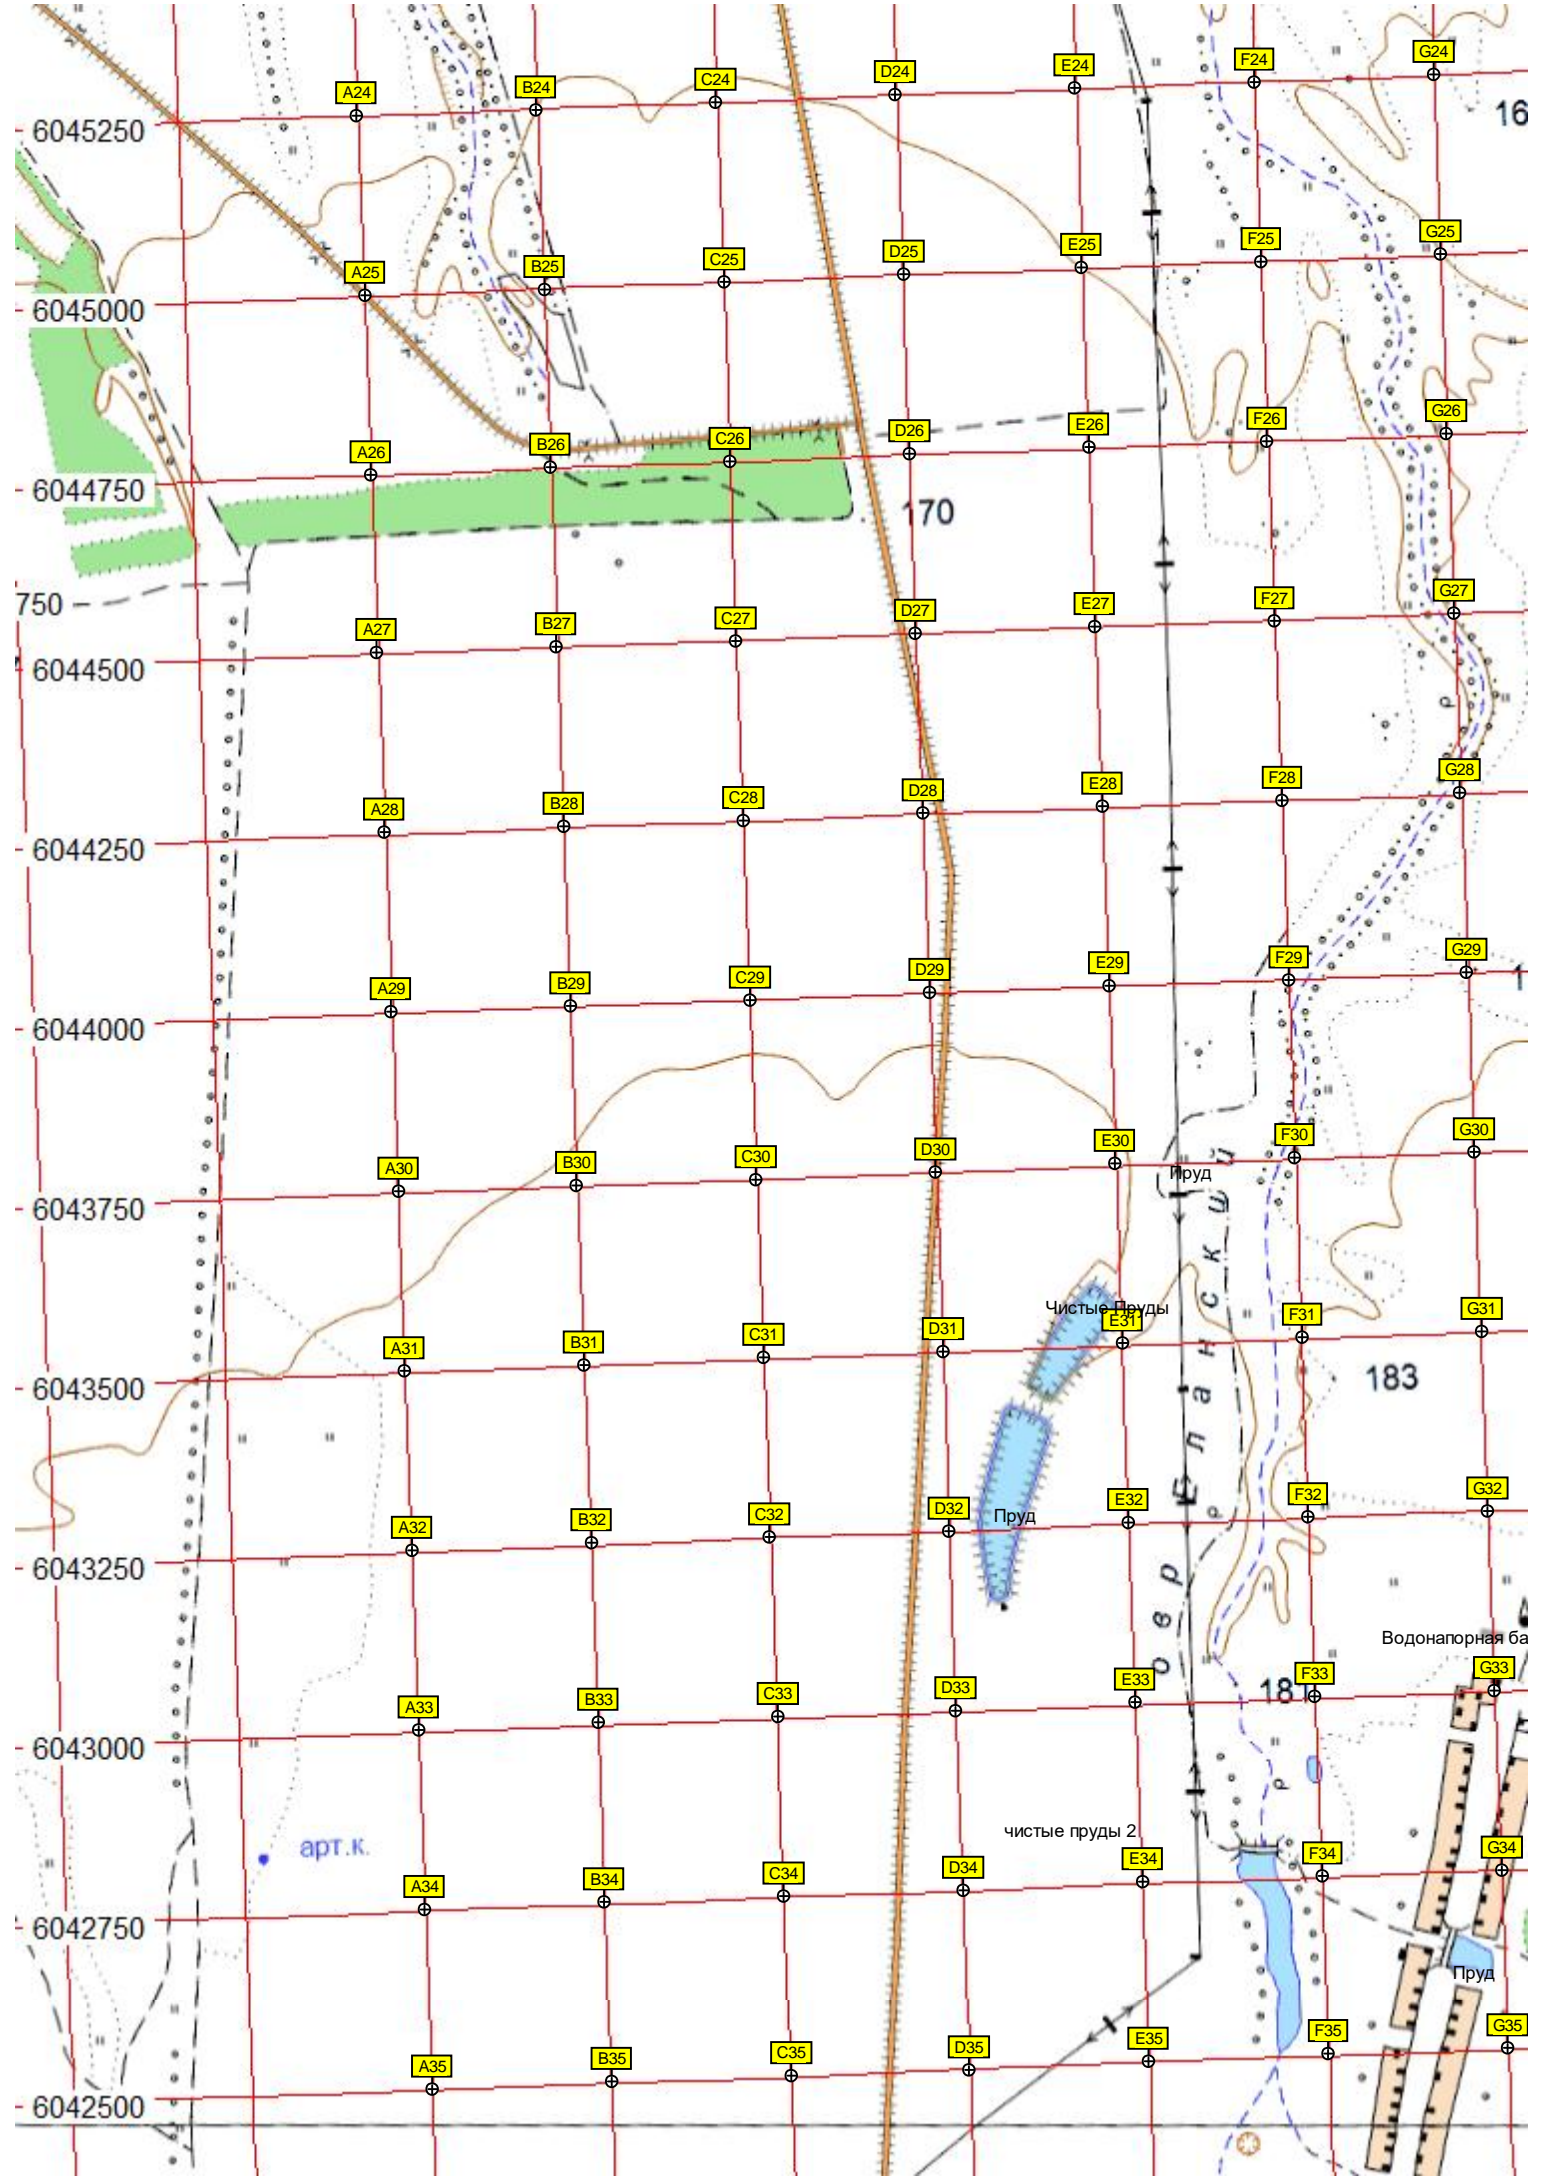 A24 B24 C24 D24 E24 F24 G24
6045250
16
A25 B25 C25 D25 E25 F25 G25
6045000
A26 B26 C26 D26 E26 F26 G26
6044750
170
750
A27 B27 C27 D27 E27 F27 G27
6044500
р
A28 B28 C28 D28 E28 F28 G28
6044250
A29 B29 C29 D29 E29 F29 G29
1
6044000
A30 B30 C30 D30 E30 F30 G30
Пруд
6043750
Чистые Пруды
A31 B31 C31 D31 E31 F31 G31
6043500
183
овр Еланский
A32 B32 C32 D32 E32 F32 G32
Пруд
р
6043250
Водонапорная ба
A33 B33 C33 D33 E33 F33 G33
181
6043000
р
чистые пруды 2
арт.к.
A34 B34 C34 D34 E34 F34 G34
6042750
Пруд
A35 B35 C35 D35 E35 F35 G35
6042500